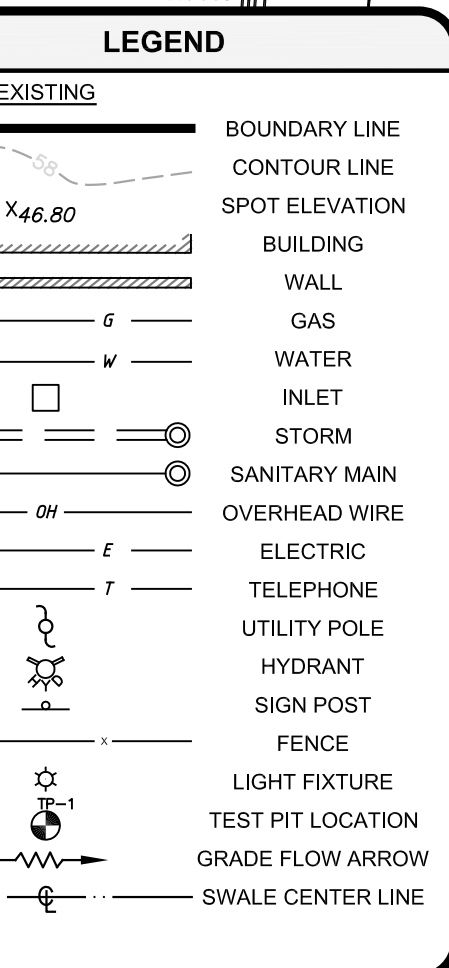 LEGEND
EXISTING
BOUNDARY LINE
58
CONTOUR LINE
X46.80 SPOT ELEVATION
BUILDING
WALL
G GAS
W WATER
INLET
STORM
SANITARY MAIN
OH OVERHEAD WIRE
E ELECTRIC
T TELEPHONE
UTILITY POLE
HYD HYDRANT
SIGN POST
x FENCE
LIGHT FIXTURE
TP-1
TEST PIT LOCATION
GRADE FLOW ARROW
℄ SWALE CENTER LINE